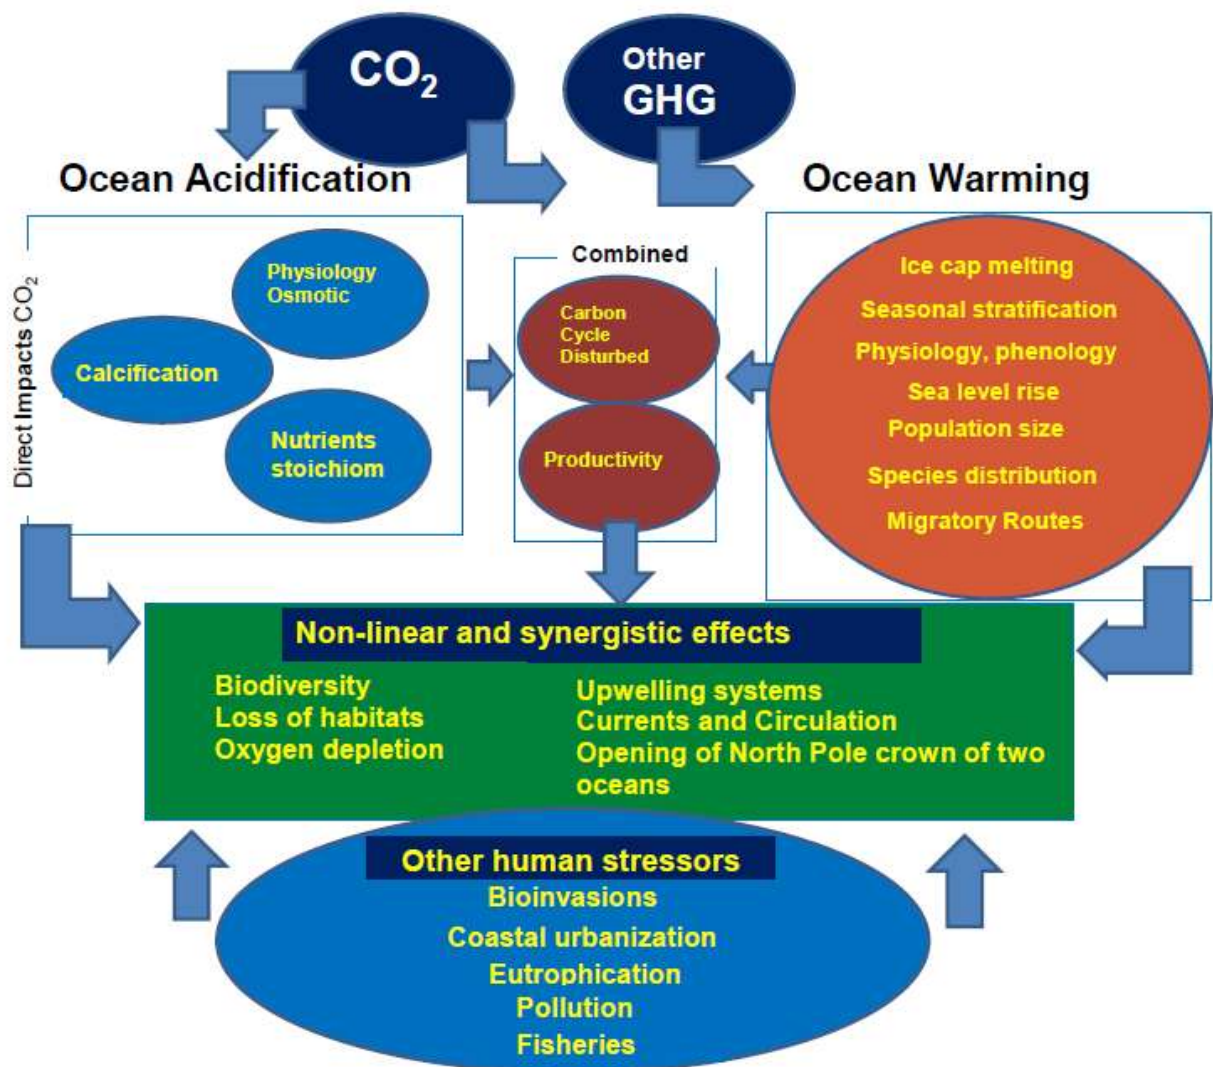 CO2
Other
GHG
Ocean Acidification
Ocean Warming
Direct Impacts CO2
Physiology
Osmotic
Calcification
Nutrients
stoichiom
Combined
Carbon
Cycle
Disturbed
Productivity
Ice cap melting
Seasonal stratification
Physiology, phenology
Sea level rise
Population size
Species distribution
Migratory Routes
Non-linear and synergistic effects
Biodiversity
Loss of habitats
Oxygen depletion
Upwelling systems
Currents and Circulation
Opening of North Pole crown of two
oceans
Other human stressors
Bioinvasions
Coastal urbanization
Eutrophication
Pollution
Fisheries